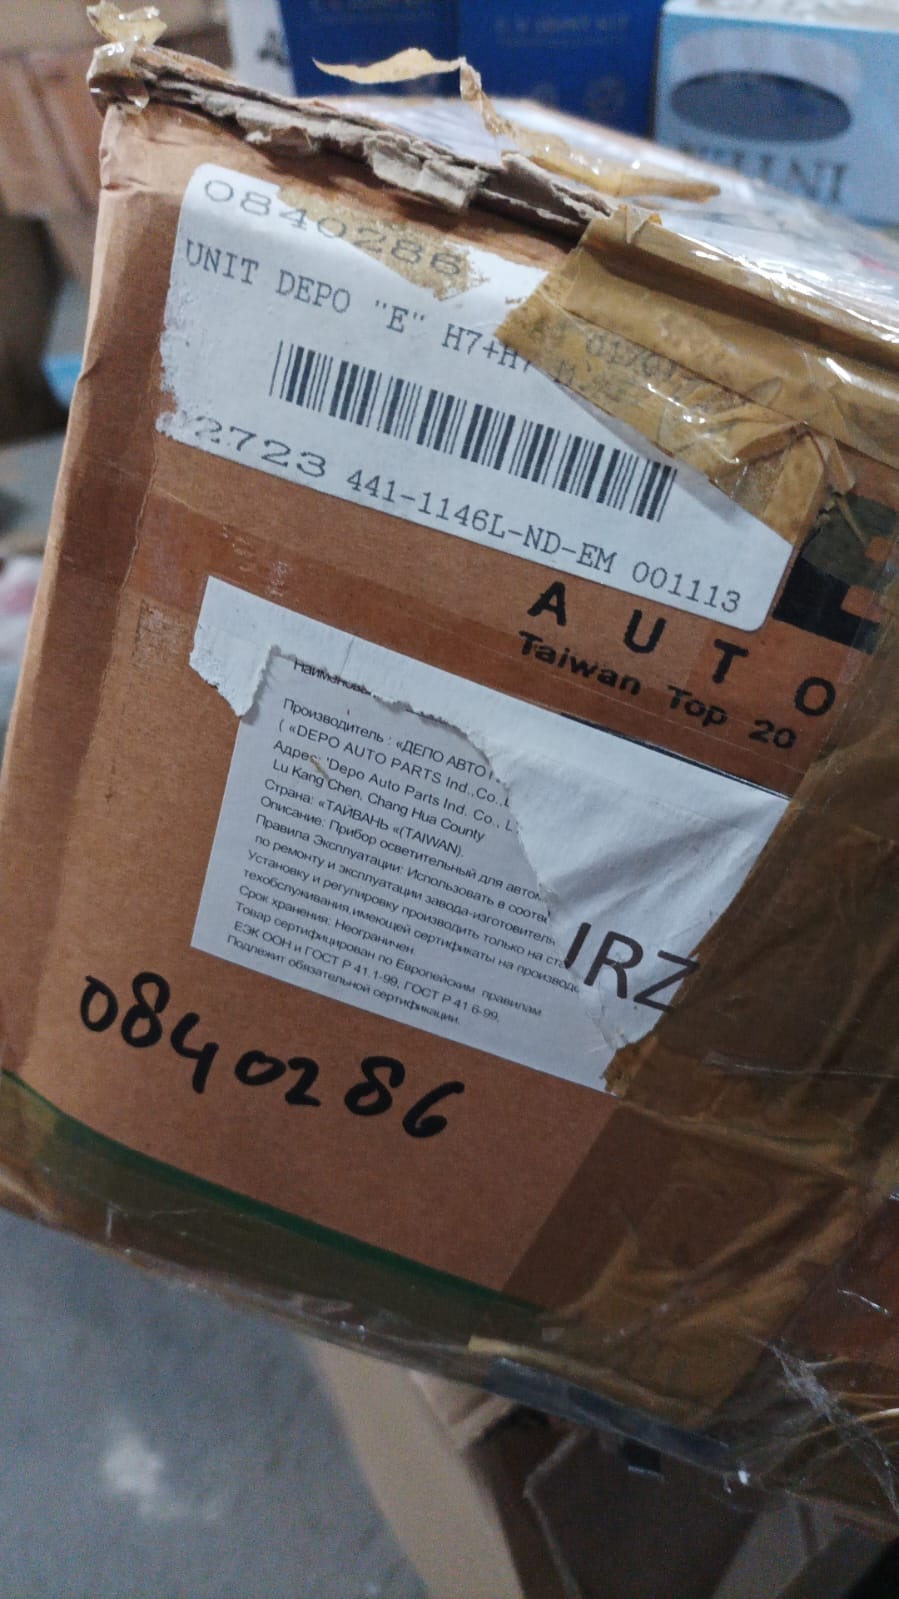 0840286
UNIT DEPO "E" H7+H7
2723 441-1146L-ND-EM 001113
AUTO
Taiwan Top 20
Производитель : «ДЕПО АВТО
( «DEPO AUTO PARTS Ind.,Co.,
Адрес: 'Depo Auto Parts Ind. Co., L
Lu Kang Chen, Chang Hua County
Страна: «ТАЙВАНЬ «(TAIWAN).
Описание: Прибор осветительный для автом
Правила Эксплуатации: Использовать в соотв
по ремонту и эксплуатации завода-изготовитель
Установку и регулировку производить только на ста
техобслуживания,имеющей сертификаты на производс
Срок хранения: Неограничен.
Товар сертифицирован по Европейским правилам
ЕЭК ООН и ГОСТ Р 41.1-99, ГОСТ Р 41.6-99.
Подлежит обязательной сертификации.
IRZ
0840286